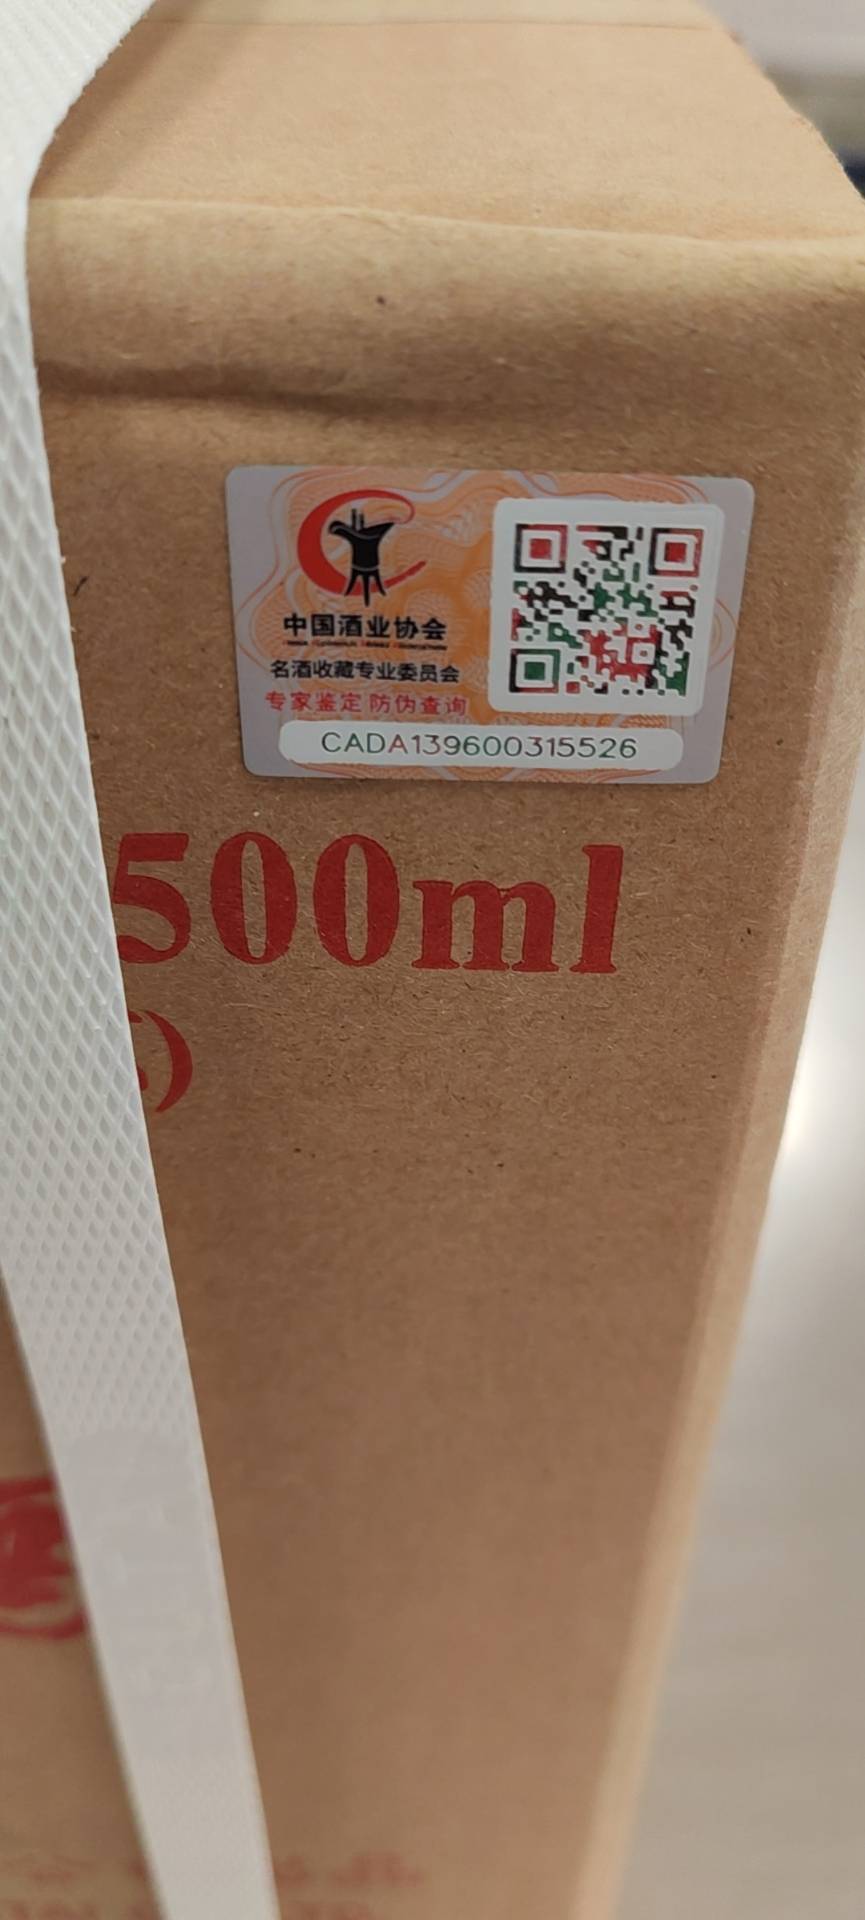 中国酒业协会
名酒收藏专业委员会
专家鉴定 防伪查询
CADA139600315526
500ml